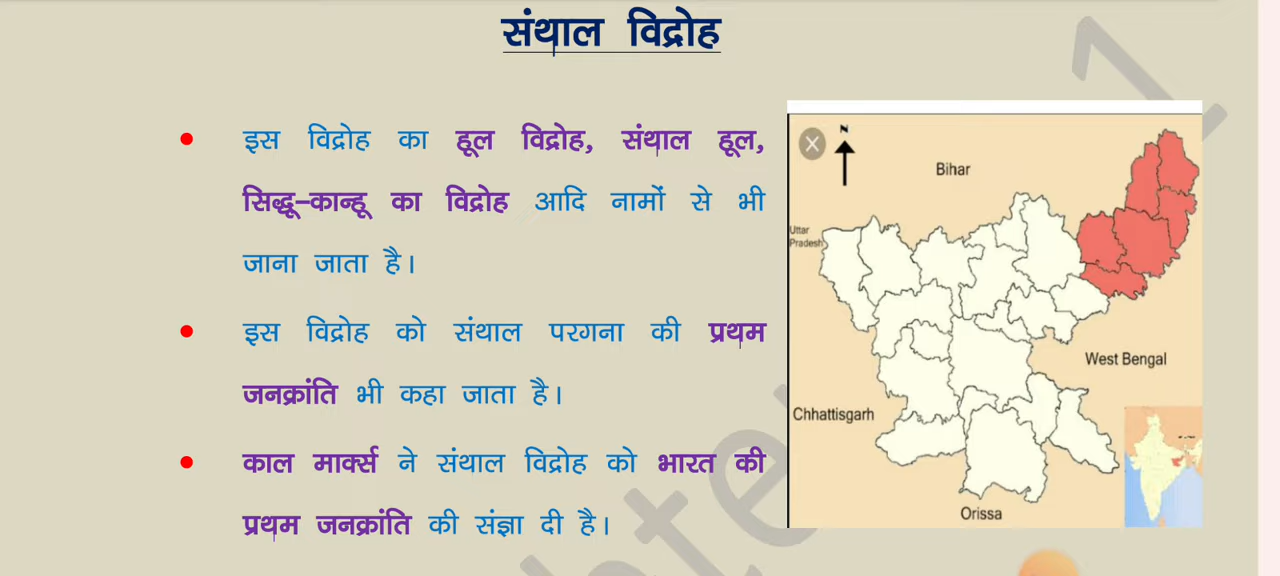 संथाल विद्रोह
इस विद्रोह का हूल विद्रोह, संथाल हूल,
सिद्धू-कान्हू का विद्रोह आदि नामों से भी
जाना जाता है।
इस विद्रोह को संथाल परगना की प्रथम
जनक्रांति भी कहा जाता है।
काल मार्क्स ने संथाल विद्रोह को भारत की
प्रथम जनक्रांति की संज्ञा दी है।
N
Bihar
Uttar
Pradesh
West Bengal
Chhattisgarh
Orissa